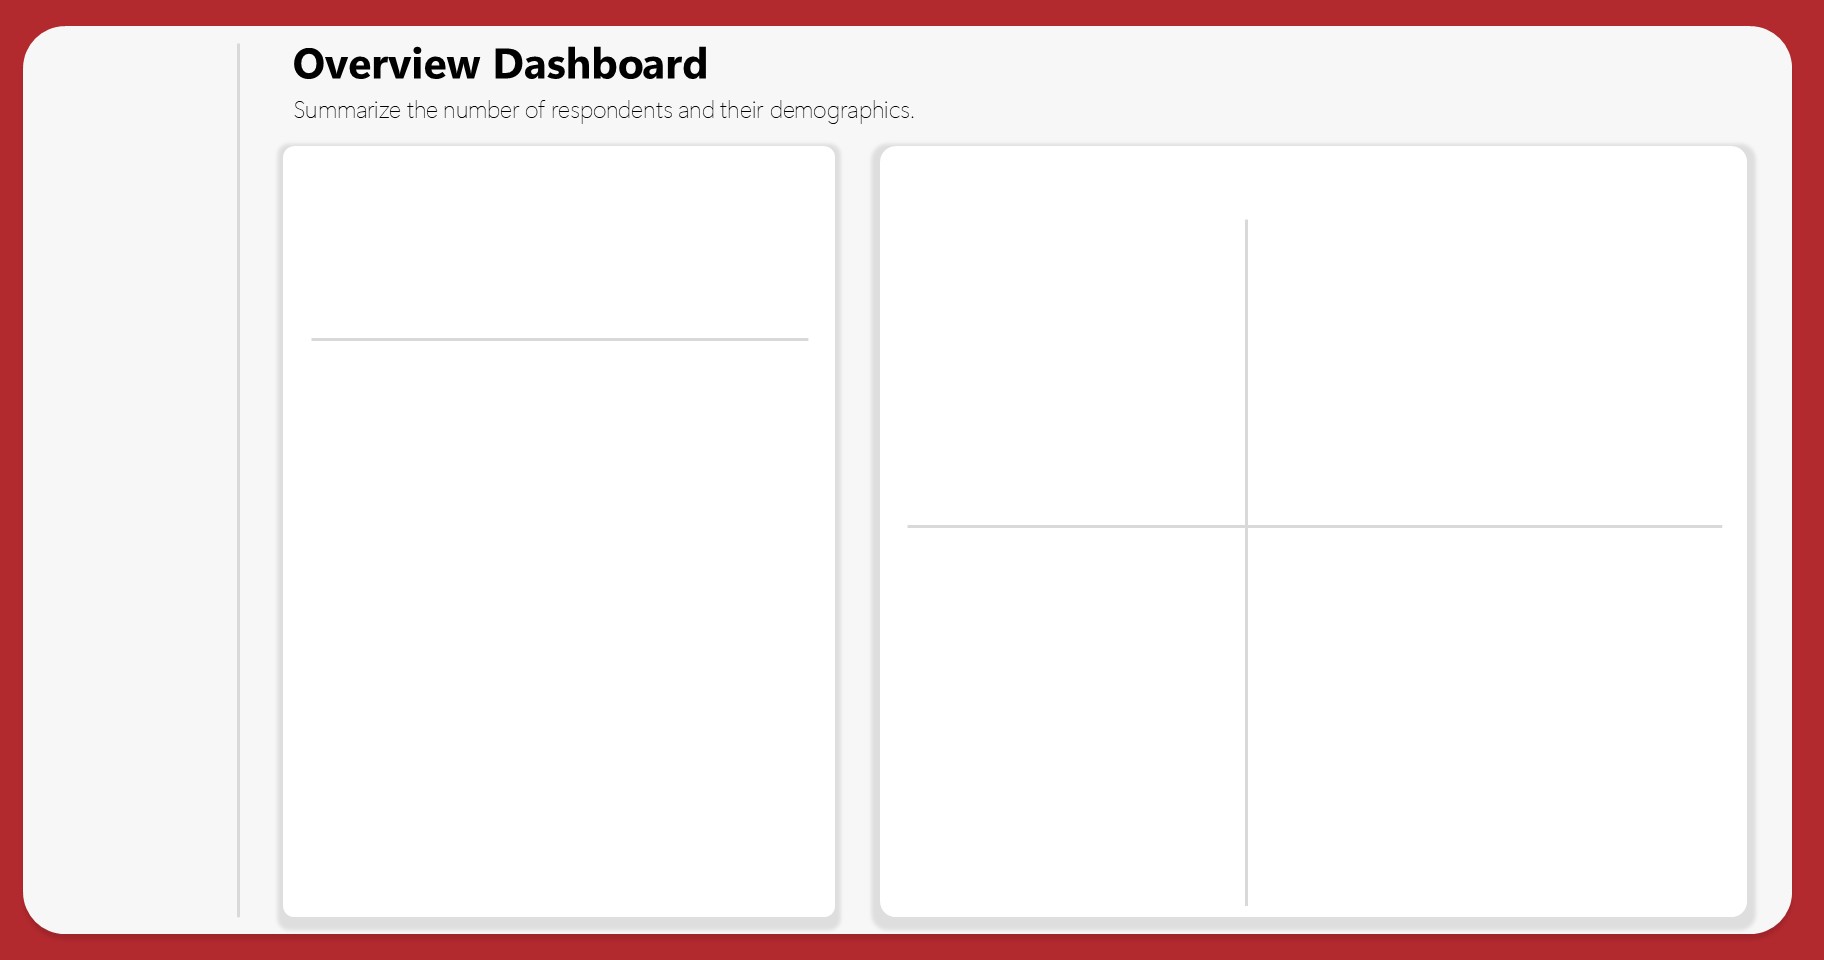 Overview Dashboard
Summarize the number of respondents and their demographics.